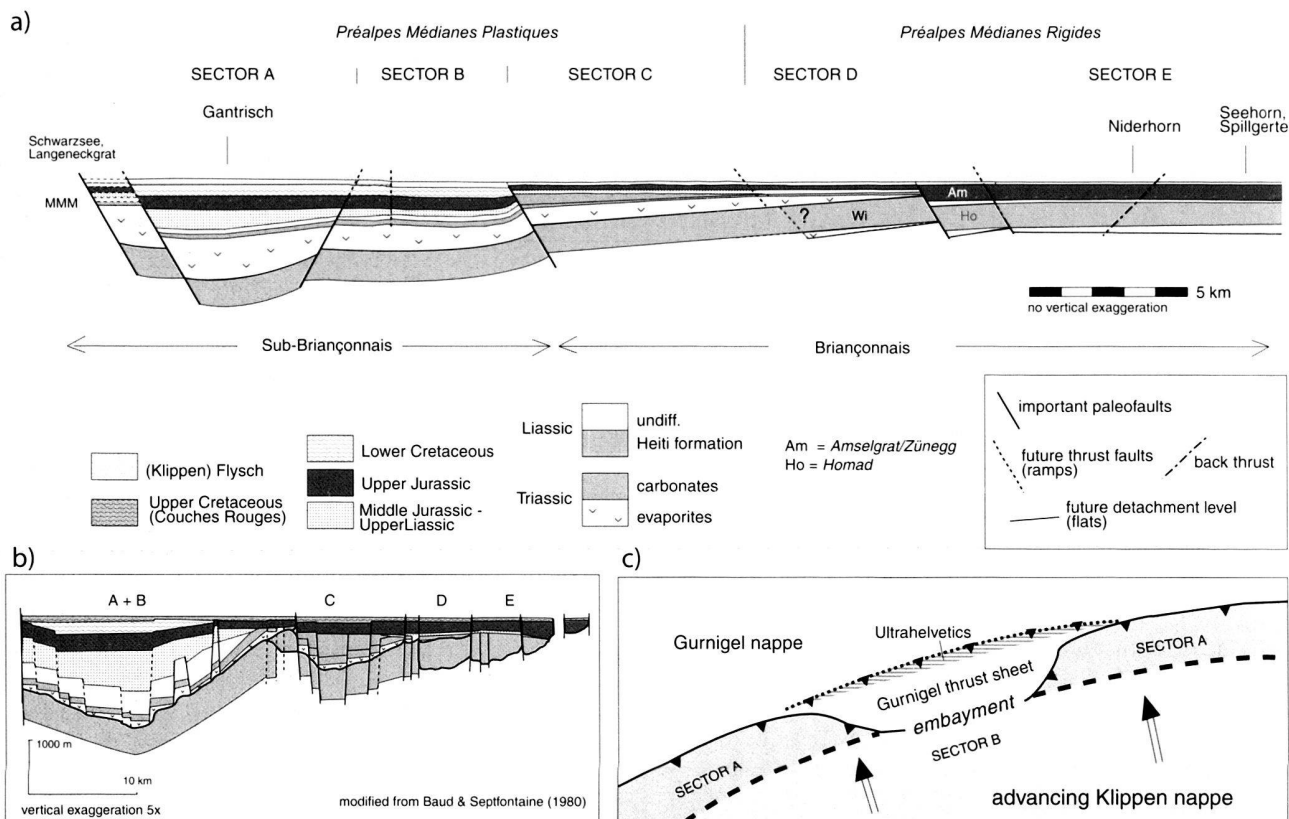 a)
Préalpes Médianes Plastiques
Préalpes Médianes Rigides
SECTOR A
SECTOR B
SECTOR C
SECTOR D
SECTOR E
Gantrisch
Schwarzsee,
Langeneckgrat
Niderhorn
Seehorn,
Spillgerte
MMM
?
Wi
Am
Ho
5 km
no vertical exaggeration
Sub-Briançonnais
Briançonnais
(Klippen) Flysch
Upper Cretaceous
(Couches Rouges)
Lower Cretaceous
Upper Jurassic
Middle Jurassic -
UpperLiassic
Liassic
undiff.
Heiti formation
Triassic
carbonates
evaporites
Am = Amselgrat/Zünegg
Ho = Homad
important paleofaults
future thrust faults
(ramps)
back thrust
future detachment level
(flats)
b)
A + B
C
D
E
1000 m
10 km
vertical exaggeration 5x
modified from Baud & Septfontaine (1980)
c)
Gurnigel nappe
Ultrahelvetics
SECTOR A
Gurnigel thrust sheet
embayment
SECTOR B
SECTOR A
advancing Klippen nappe